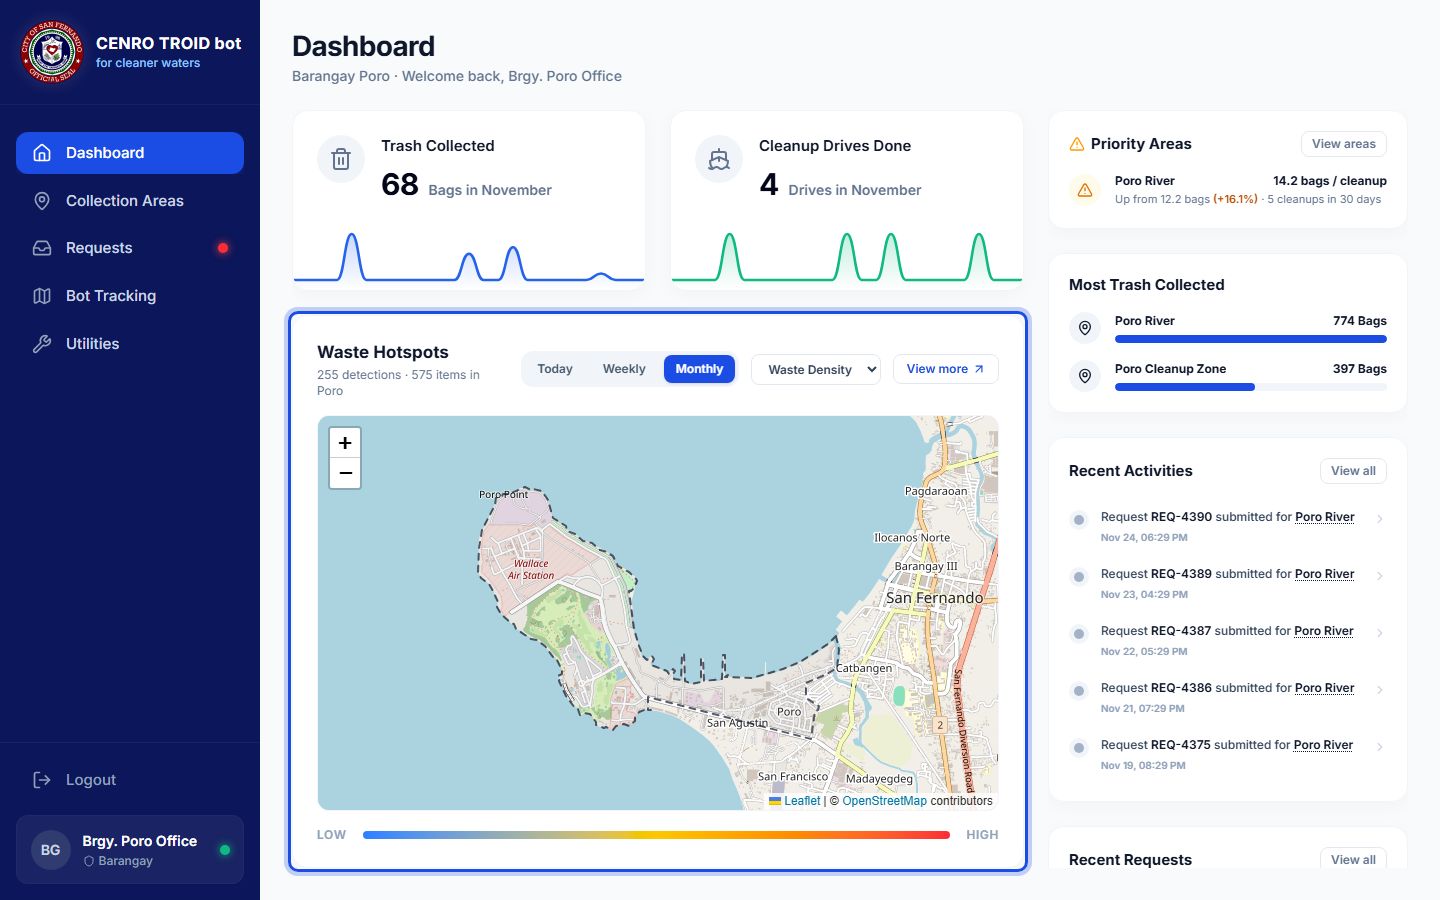 CITY OF SAN FERNANDO
OFFICIAL SEAL
CENRO TROID bot
for cleaner waters
Dashboard
Collection Areas
Requests
Bot Tracking
Utilities
Logout
BG
Brgy. Poro Office
Barangay
Dashboard
Barangay Poro · Welcome back, Brgy. Poro Office
Trash Collected
68 Bags in November
Cleanup Drives Done
4 Drives in November
Waste Hotspots
255 detections · 575 items in
Poro
Today
Weekly
Monthly
Waste Density
View more
+
−
Poro Point
Wallace
Air Station
Pagdaraoan
Ilocanos Norte
Barangay III
San Fernando
Catbangen
San Fernando Diversion Road
Poro
San Agustin
2
San Francisco
Madayegdeg
Leaflet | © OpenStreetMap contributors
LOW
HIGH
Priority Areas
View areas
Poro River
14.2 bags / cleanup
Up from 12.2 bags (+16.1%) · 5 cleanups in 30 days
Most Trash Collected
Poro River
774 Bags
Poro Cleanup Zone
397 Bags
Recent Activities
View all
Request REQ-4390 submitted for Poro River
Nov 24, 06:29 PM
Request REQ-4389 submitted for Poro River
Nov 23, 04:29 PM
Request REQ-4387 submitted for Poro River
Nov 22, 05:29 PM
Request REQ-4386 submitted for Poro River
Nov 21, 07:29 PM
Request REQ-4375 submitted for Poro River
Nov 19, 08:29 PM
Recent Requests
View all